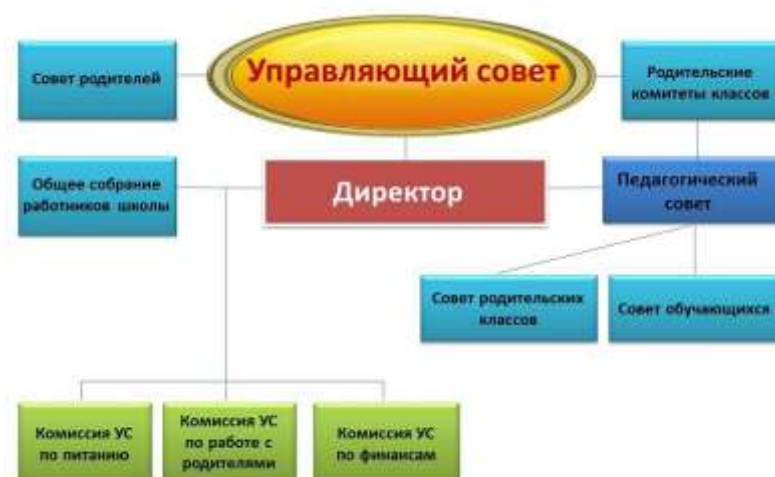 Управляющий совет
Совет родителей
Родительские
комитеты классов
Общее собрание
работников школы
Директор
Педагогический
совет
Совет родительских
классов
Совет обучающихся
Комиссия УС
по питанию
Комиссия УС
по работе с
родителями
Комиссия УС
по финансам